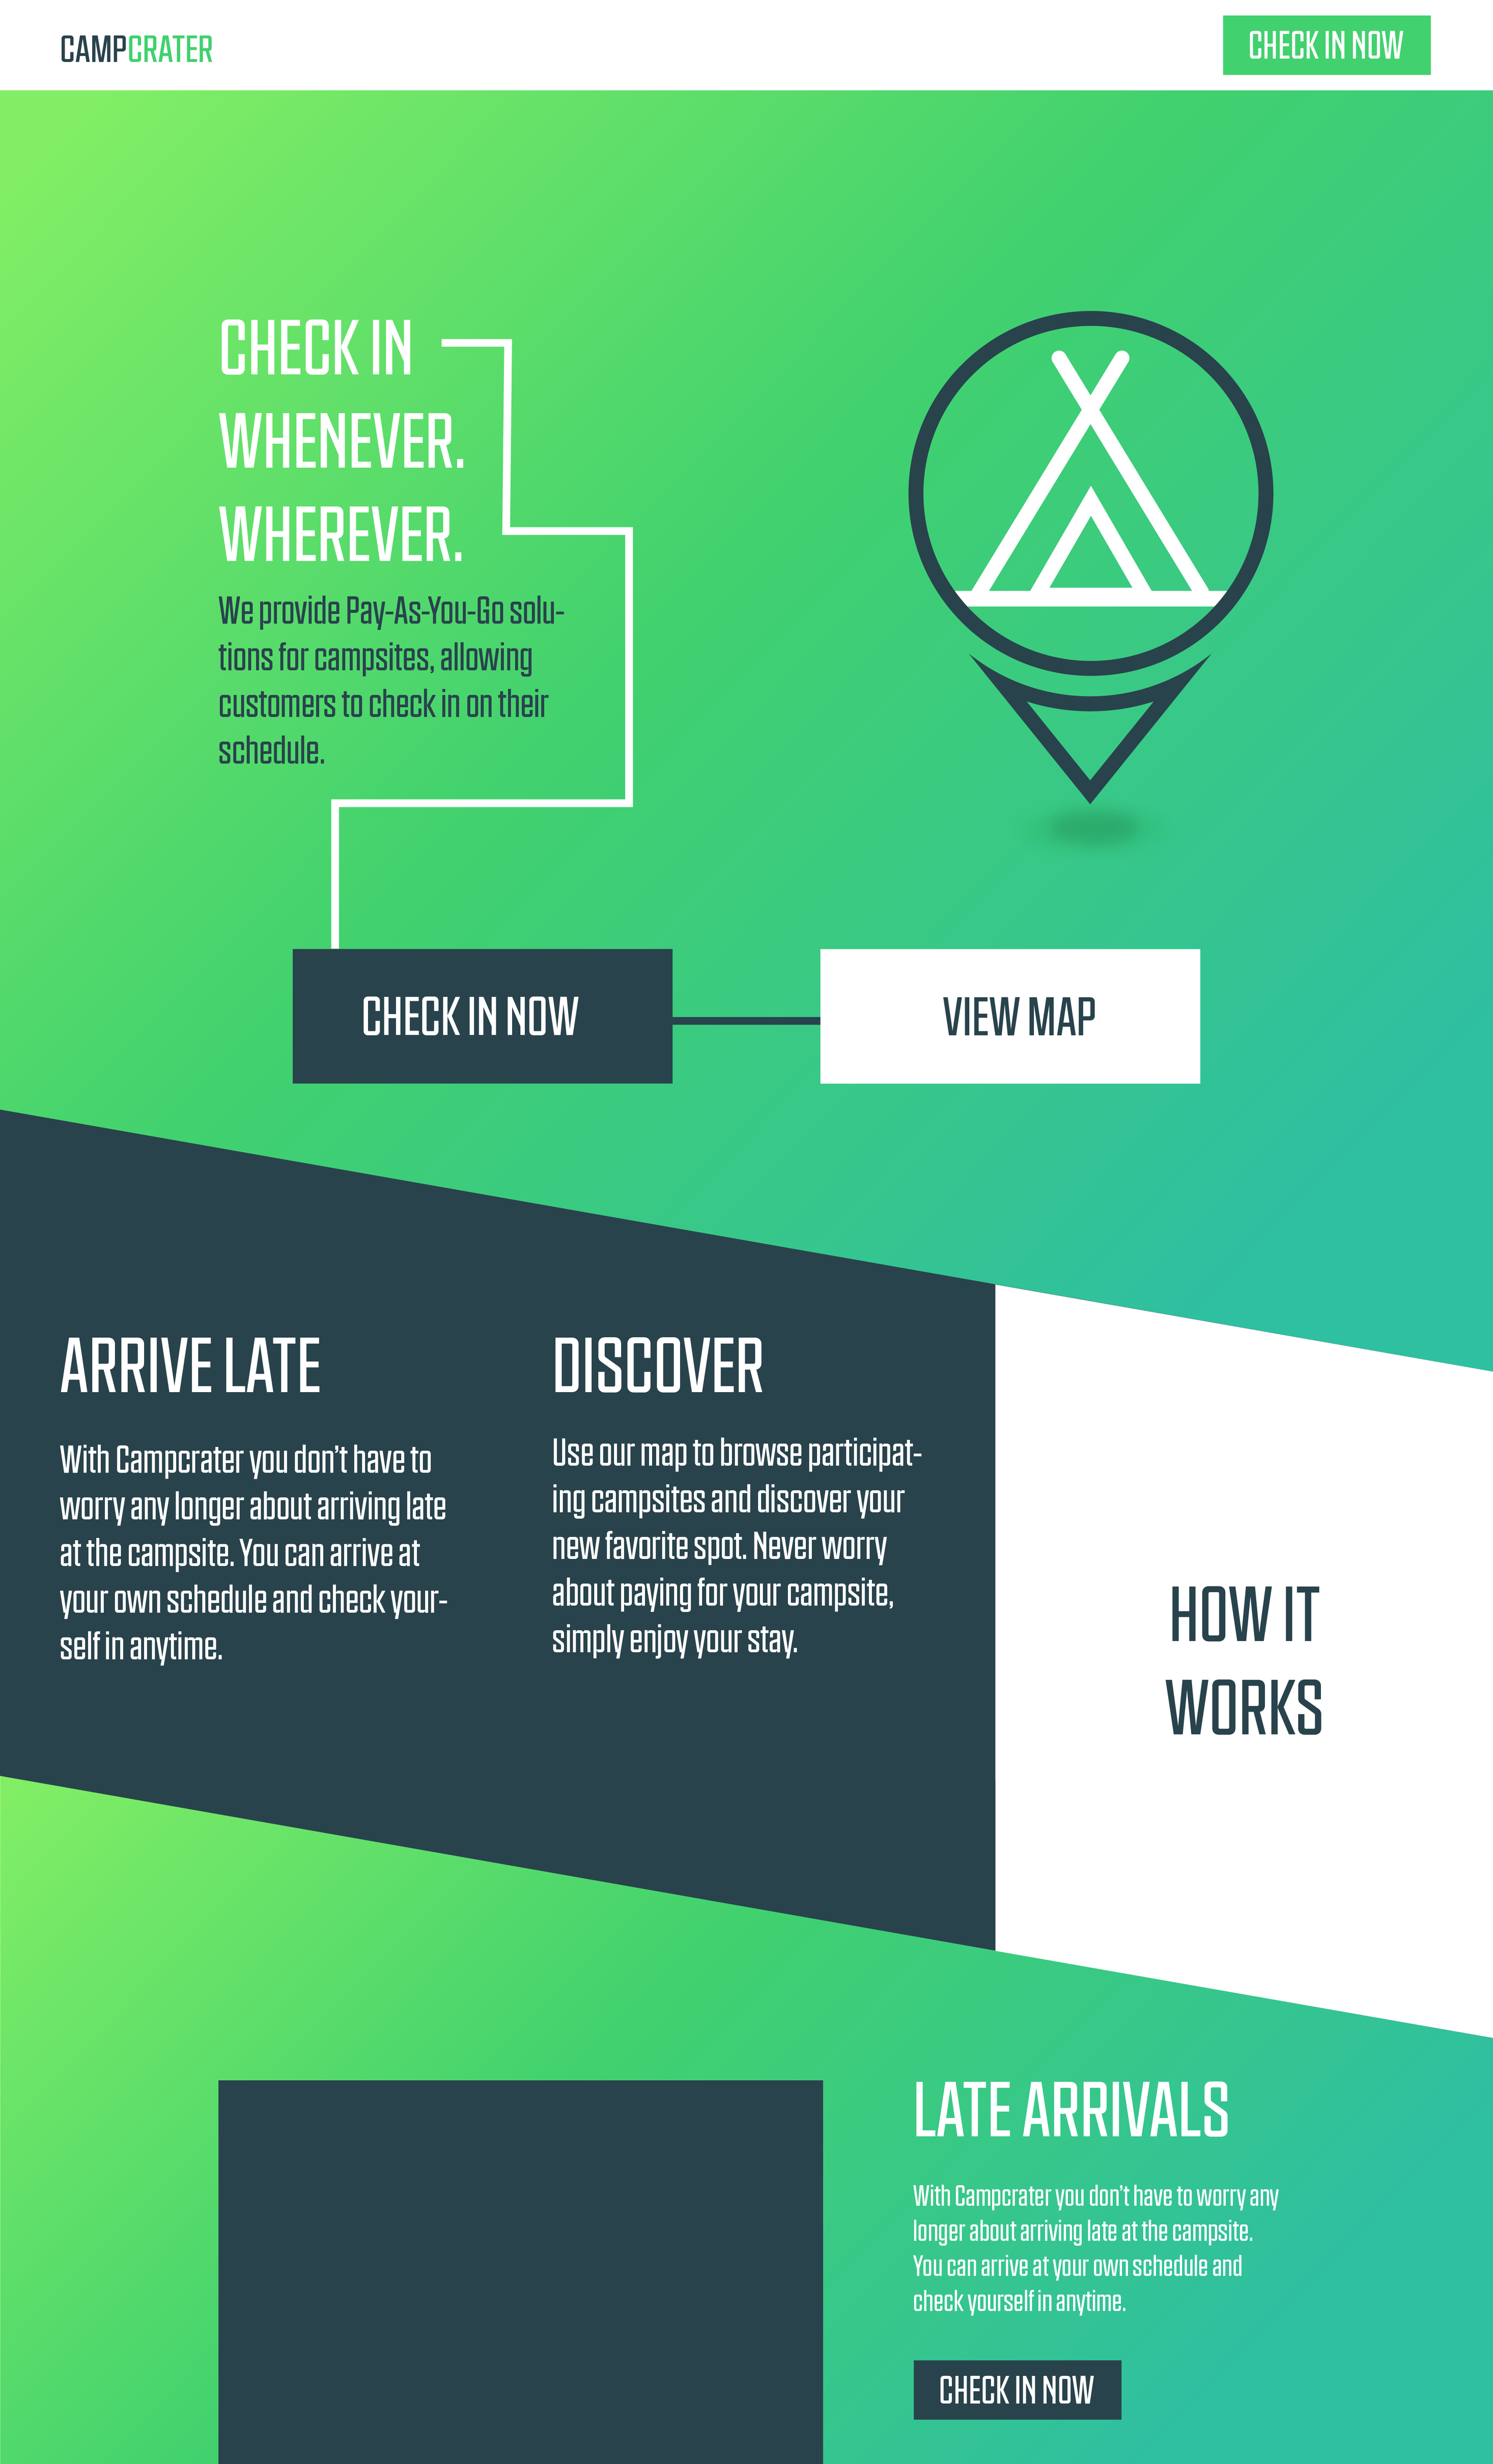 CAMPCRATER
CHECK IN NOW
CHECK IN
WHENEVER.
WHEREVER.
We provide Pay-As-You-Go solu-
tions for campsites, allowing
customers to check in on their
schedule.
CHECK IN NOW
VIEW MAP
ARRIVE LATE
With Campcrater you don't have to
worry any longer about arriving late
at the campsite. You can arrive at
your own schedule and check your-
self in anytime.
DISCOVER
Use our map to browse participat-
ing campsites and discover your
new favorite spot. Never worry
about paying for your campsite,
simply enjoy your stay.
HOW IT
WORKS
LATE ARRIVALS
With Campcrater you don't have to worry any
longer about arriving late at the campsite.
You can arrive at your own schedule and
check yourself in anytime.
CHECK IN NOW